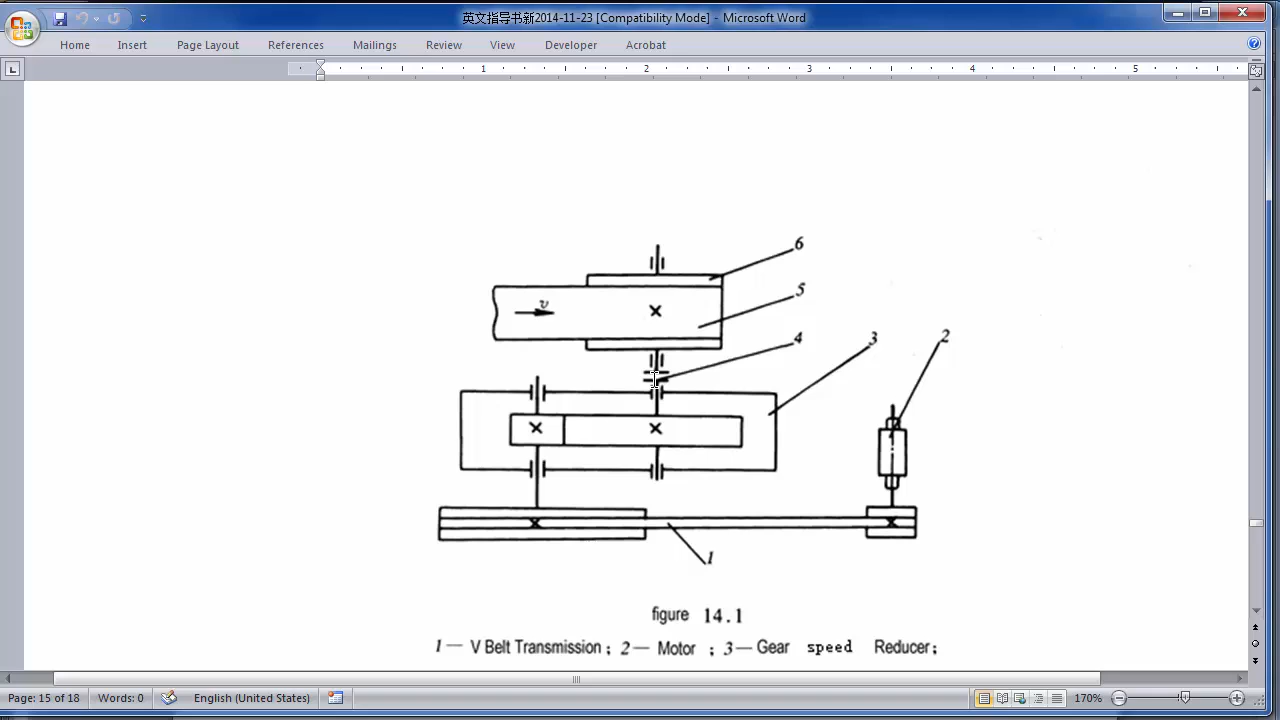 英文指导书新2014-11-23 [Compatibility Mode] - Microsoft Word
Home Insert Page Layout References Mailings Review View Developer Acrobat
1 2 3 4 5
6
v
5
4
3
2
1
figure 14.1
1— V Belt Transmission; 2— Motor ; 3— Gear speed Reducer;
Page: 15 of 18 Words: 0 English (United States) 170%